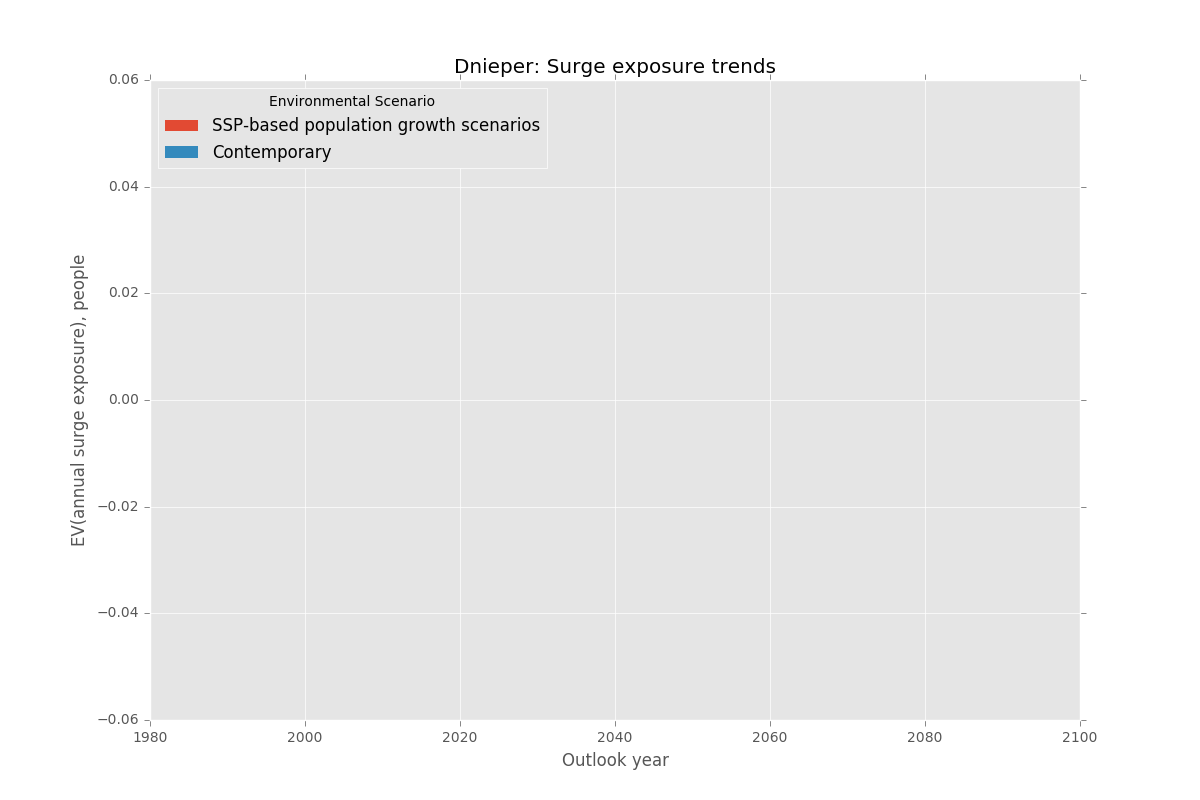 Dnieper: Surge exposure trends
Environmental Scenario
SSP-based population growth scenarios
Contemporary
EV(annual surge exposure), people
0.06
0.04
0.02
0.00
−0.02
−0.04
−0.06
1980 2000 2020 2040 2060 2080 2100
Outlook year